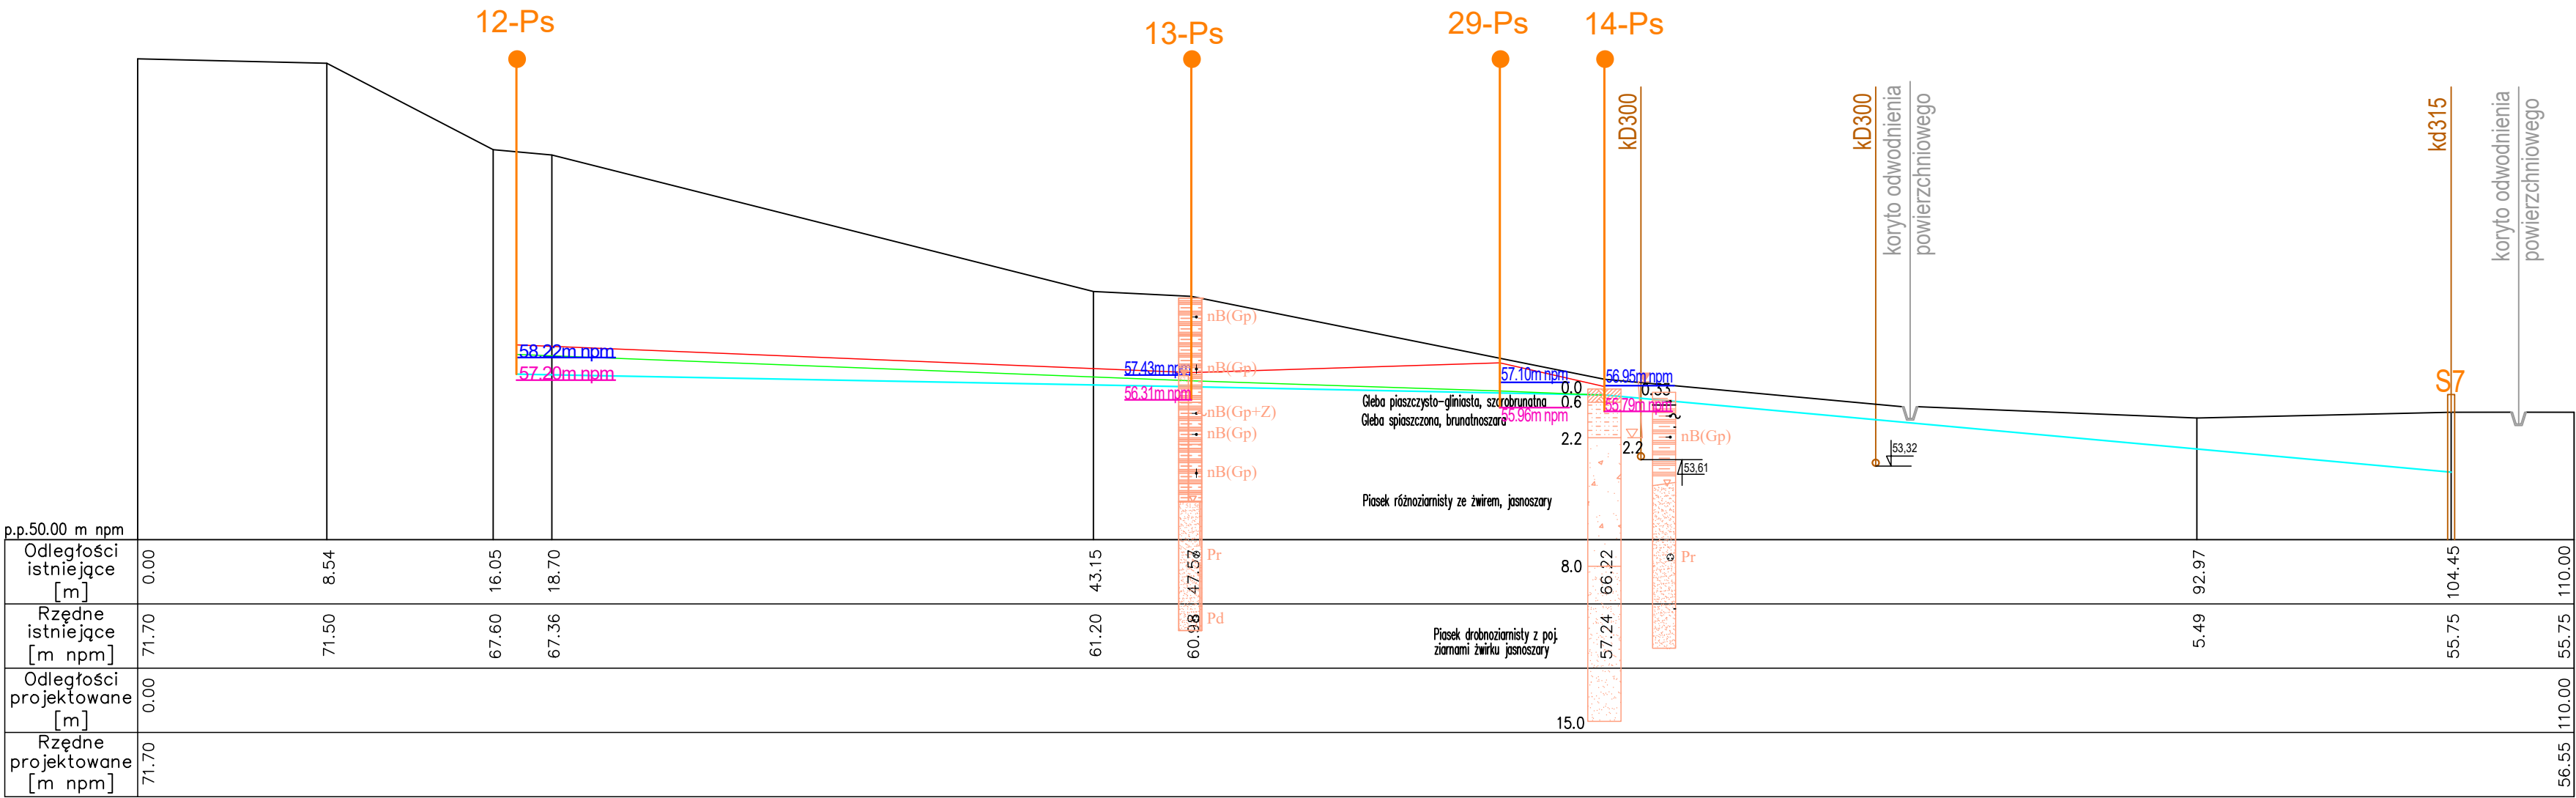 12-Ps
13-Ps
29-Ps
14-Ps
kD300
kD300
koryto odwodnienia
powierzchniowego
kd315
koryto odwodnienia
powierzchniowego
58.22m npm
57.20m npm
57.43m npm
56.31m npm
nB(Gp)
nB(Gp)
nB(Gp+Z)
nB(Gp)
nB(Gp)
Pr
Pd
57.10m npm
55.96m npm
56.95m npm
55.79m npm
0.33
0.0
0.6
2.2
8.0
15.0
Gleba piaszczysto-gliniasta, szarobrunatna
Gleba spiaszczona, brunatnoszara
Piasek różnoziarnisty ze żwirem, jasnoszary
Piasek drobnoziarnisty z poj.
ziarnami żwirku jasnoszary
2.2
53,61
nB(Gp)
Pr
53,32
S7
p.p.50.00 m npm
Odległości
istniejące
[m]
0.00
8.54
16.05
18.70
43.15
47.57
66.22
92.97
104.45
110.00
Rzędne
istniejące
[m npm]
71.70
71.50
67.60
67.36
61.20
60.98
57.24
5.49
55.75
55.75
Odległości
projektowane
[m]
0.00
110.00
Rzędne
projektowane
[m npm]
71.70
56.55